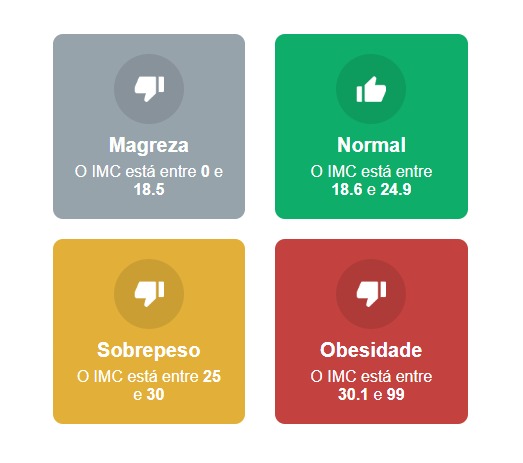 Magreza
O IMC está entre 0 e
18.5
Normal
O IMC está entre
18.6 e 24.9
Sobrepeso
O IMC está entre 25
e 30
Obesidade
O IMC está entre
30.1 e 99